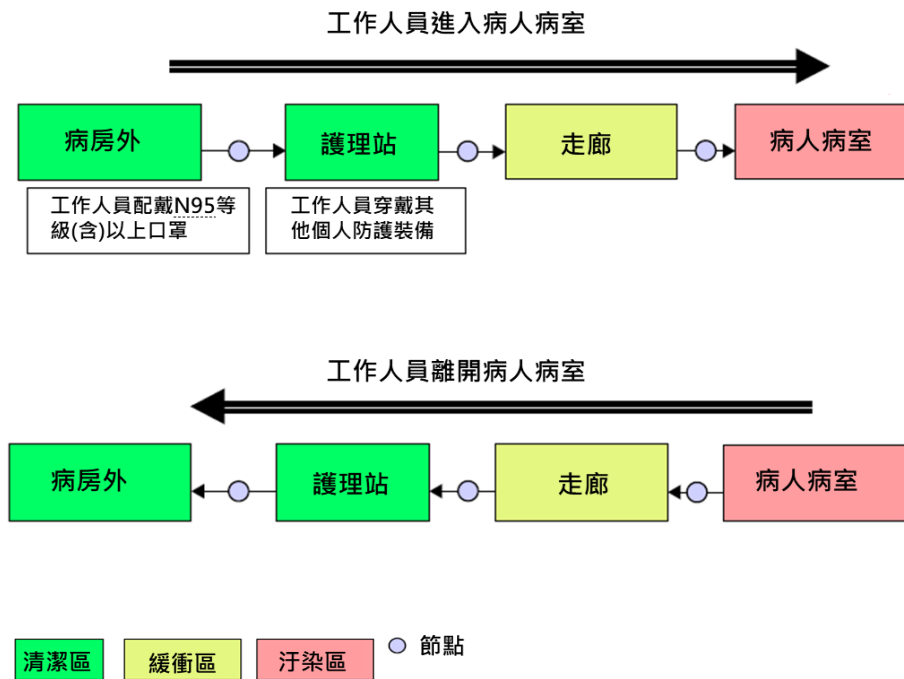 工作人員進入病人病室
病房外
護理站
走廊
病人病室
工作人員配戴N95等
級(含)以上口罩
工作人員穿戴其
他個人防護裝備
工作人員離開病人病室
病房外
護理站
走廊
病人病室
清潔區
緩衝區
汙染區
節點